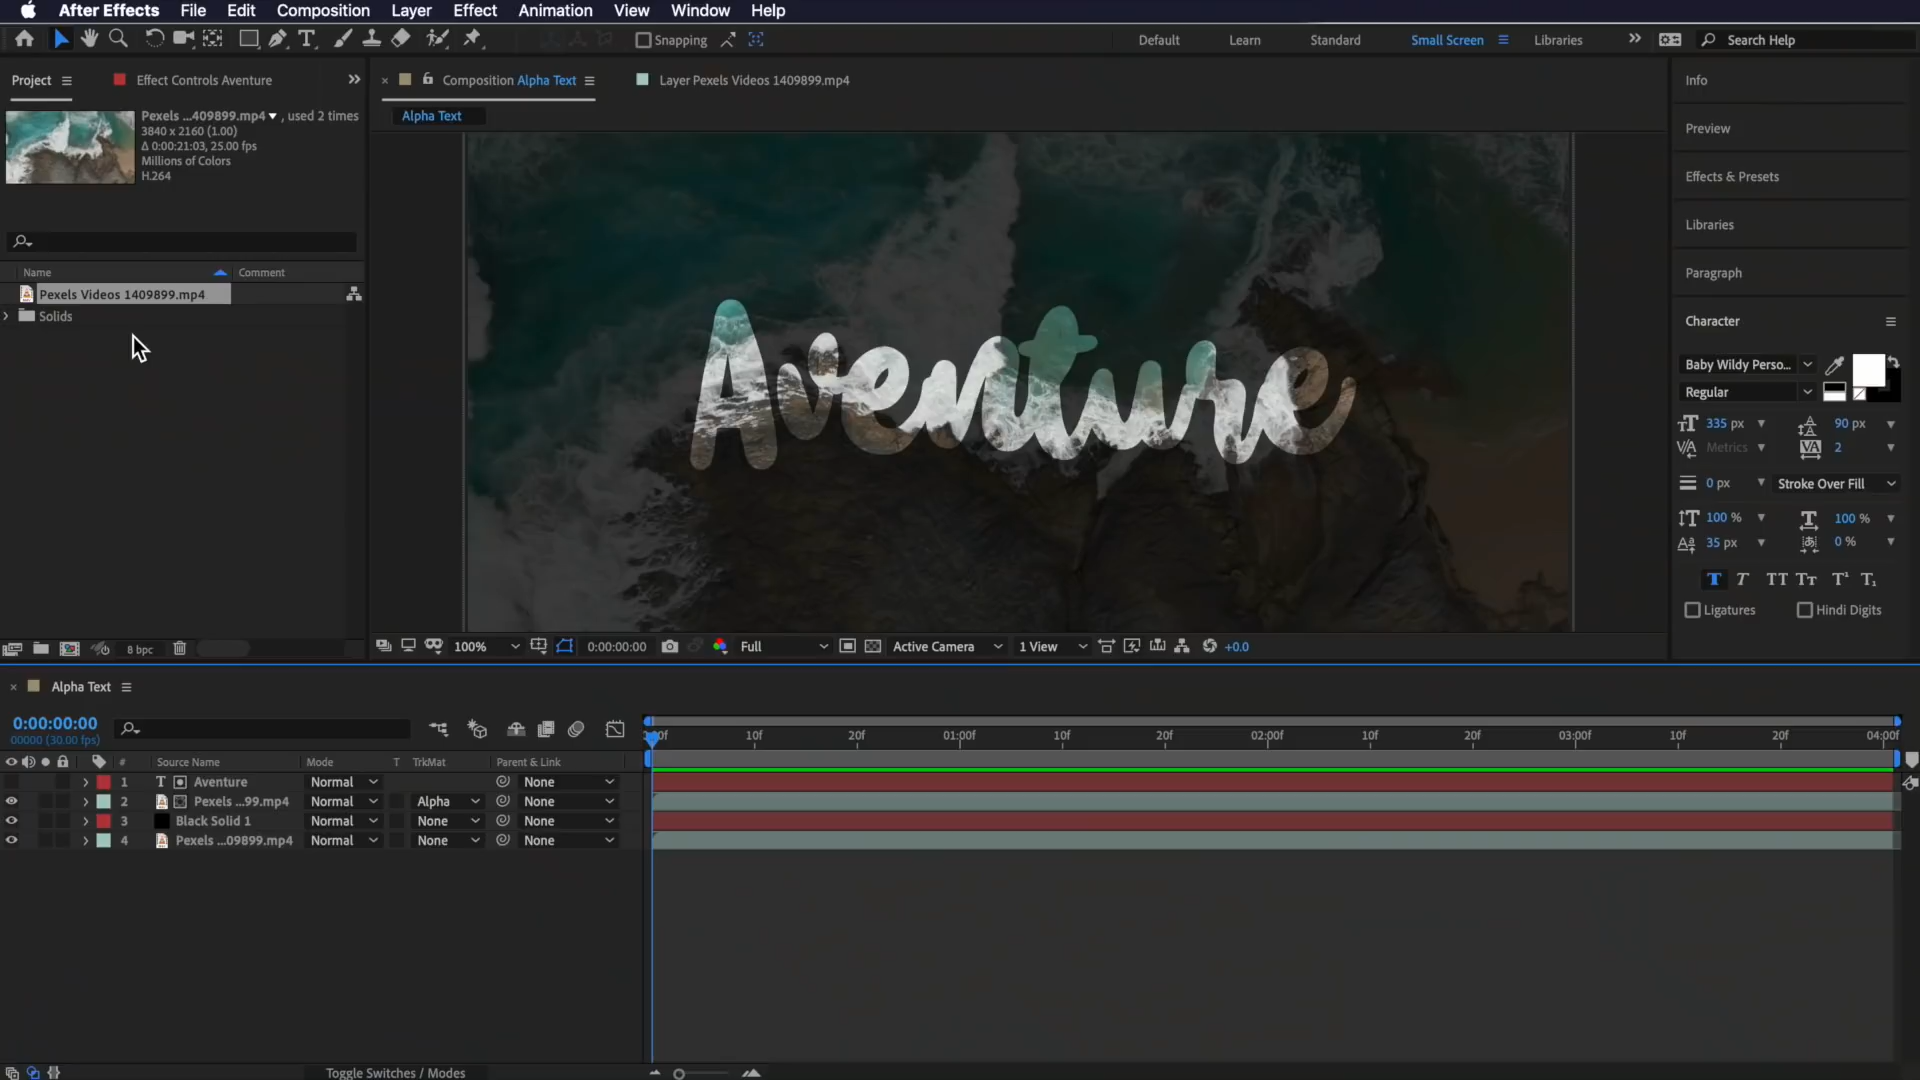 After Effects File Edit Composition Layer Effect Animation View Window Help
Snapping Default Learn Standard Small Screen Libraries Search Help
Project Effect Controls Aventure
Composition Alpha Text Layer Pexels Videos 1409899.mp4
Alpha Text
Pexels ...409899.mp4 , used 2 times
3840 x 2160 (1.00)
Δ 0:00:21:03, 25.00 fps
Millions of Colors
H.264
Name Comment
Pexels Videos 1409899.mp4
Solids
8 bpc
Aventure
100% 0:00:00:00 Full Active Camera 1 View +0.0
Info
Preview
Effects & Presets
Libraries
Paragraph
Character
Baby Wildy Perso...
Regular
335 px 90 px
Metrics 2
0 px Stroke Over Fill
100 % 100 %
35 px 0 %
T T TT Tт T¹ T₁
Ligatures Hindi Digits
Alpha Text
0:00:00:00
00000 (30.00 fps)
10f 20f 01:00f 10f 20f 02:00f 10f 20f 03:00f 10f 20f 04:00f
# Source Name Mode T TrkMat Parent & Link
1 T Aventure Normal None
2 Pexels ...99.mp4 Normal Alpha None
3 Black Solid 1 Normal None None
4 Pexels ...09899.mp4 Normal None None
Toggle Switches / Modes